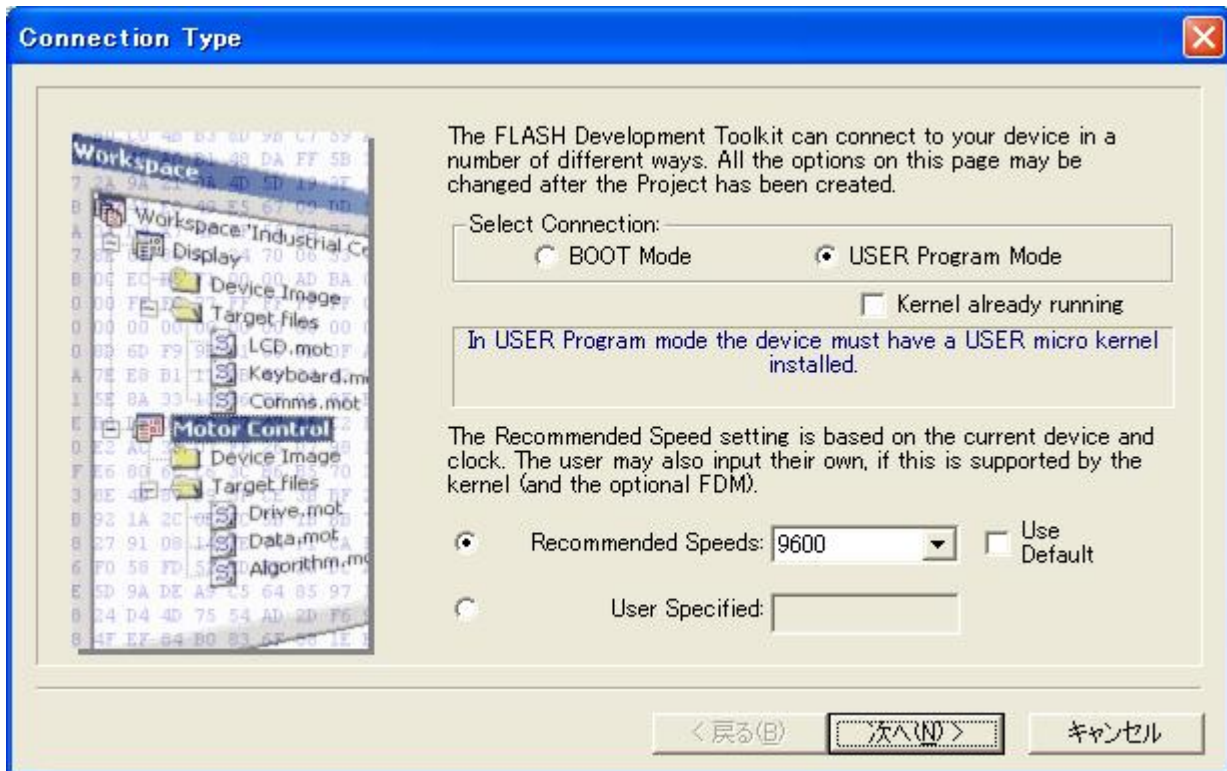 Connection Type
Workspace
Workspace 'Industrial Co
Display
Device Image
Target files
LCD.mot
Keyboard.mo
Comms.mot
Motor Control
Device Image
Target files
Drive.mot
Data.mot
Algorithm.mo
The FLASH Development Toolkit can connect to your device in a
number of different ways. All the options on this page may be
changed after the Project has been created.
Select Connection:
BOOT Mode
USER Program Mode
Kernel already running
In USER Program mode the device must have a USER micro kernel
installed.
The Recommended Speed setting is based on the current device and
clock. The user may also input their own, if this is supported by the
kernel (and the optional FDM).
Recommended Speeds: 9600
Use
Default
User Specified:
< 戻る(B)
次へ(N) >
キャンセル